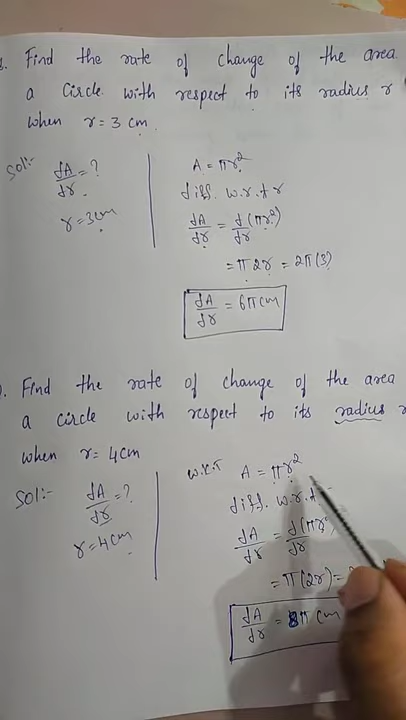 Find the rate of change of the area
a Circle with respect to its radius r
when r = 3 cm.
Sol:-
dA/dr = ?
r = 3cm
A = πr²
diff. w.r.t r
dA/dr = d/dr (πr²)
= π2r = 2π(3)
dA/dr = 6π cm
Find the rate of change of the area
a circle with respect to its radius r
when r = 4cm
Sol:-
dA/dr = ?
r = 4cm
W.K.T A = πr²
diff. w.r.t
dA/dr = d(πr²)/dr
= π(2r) =
dA/dr = 8π cm